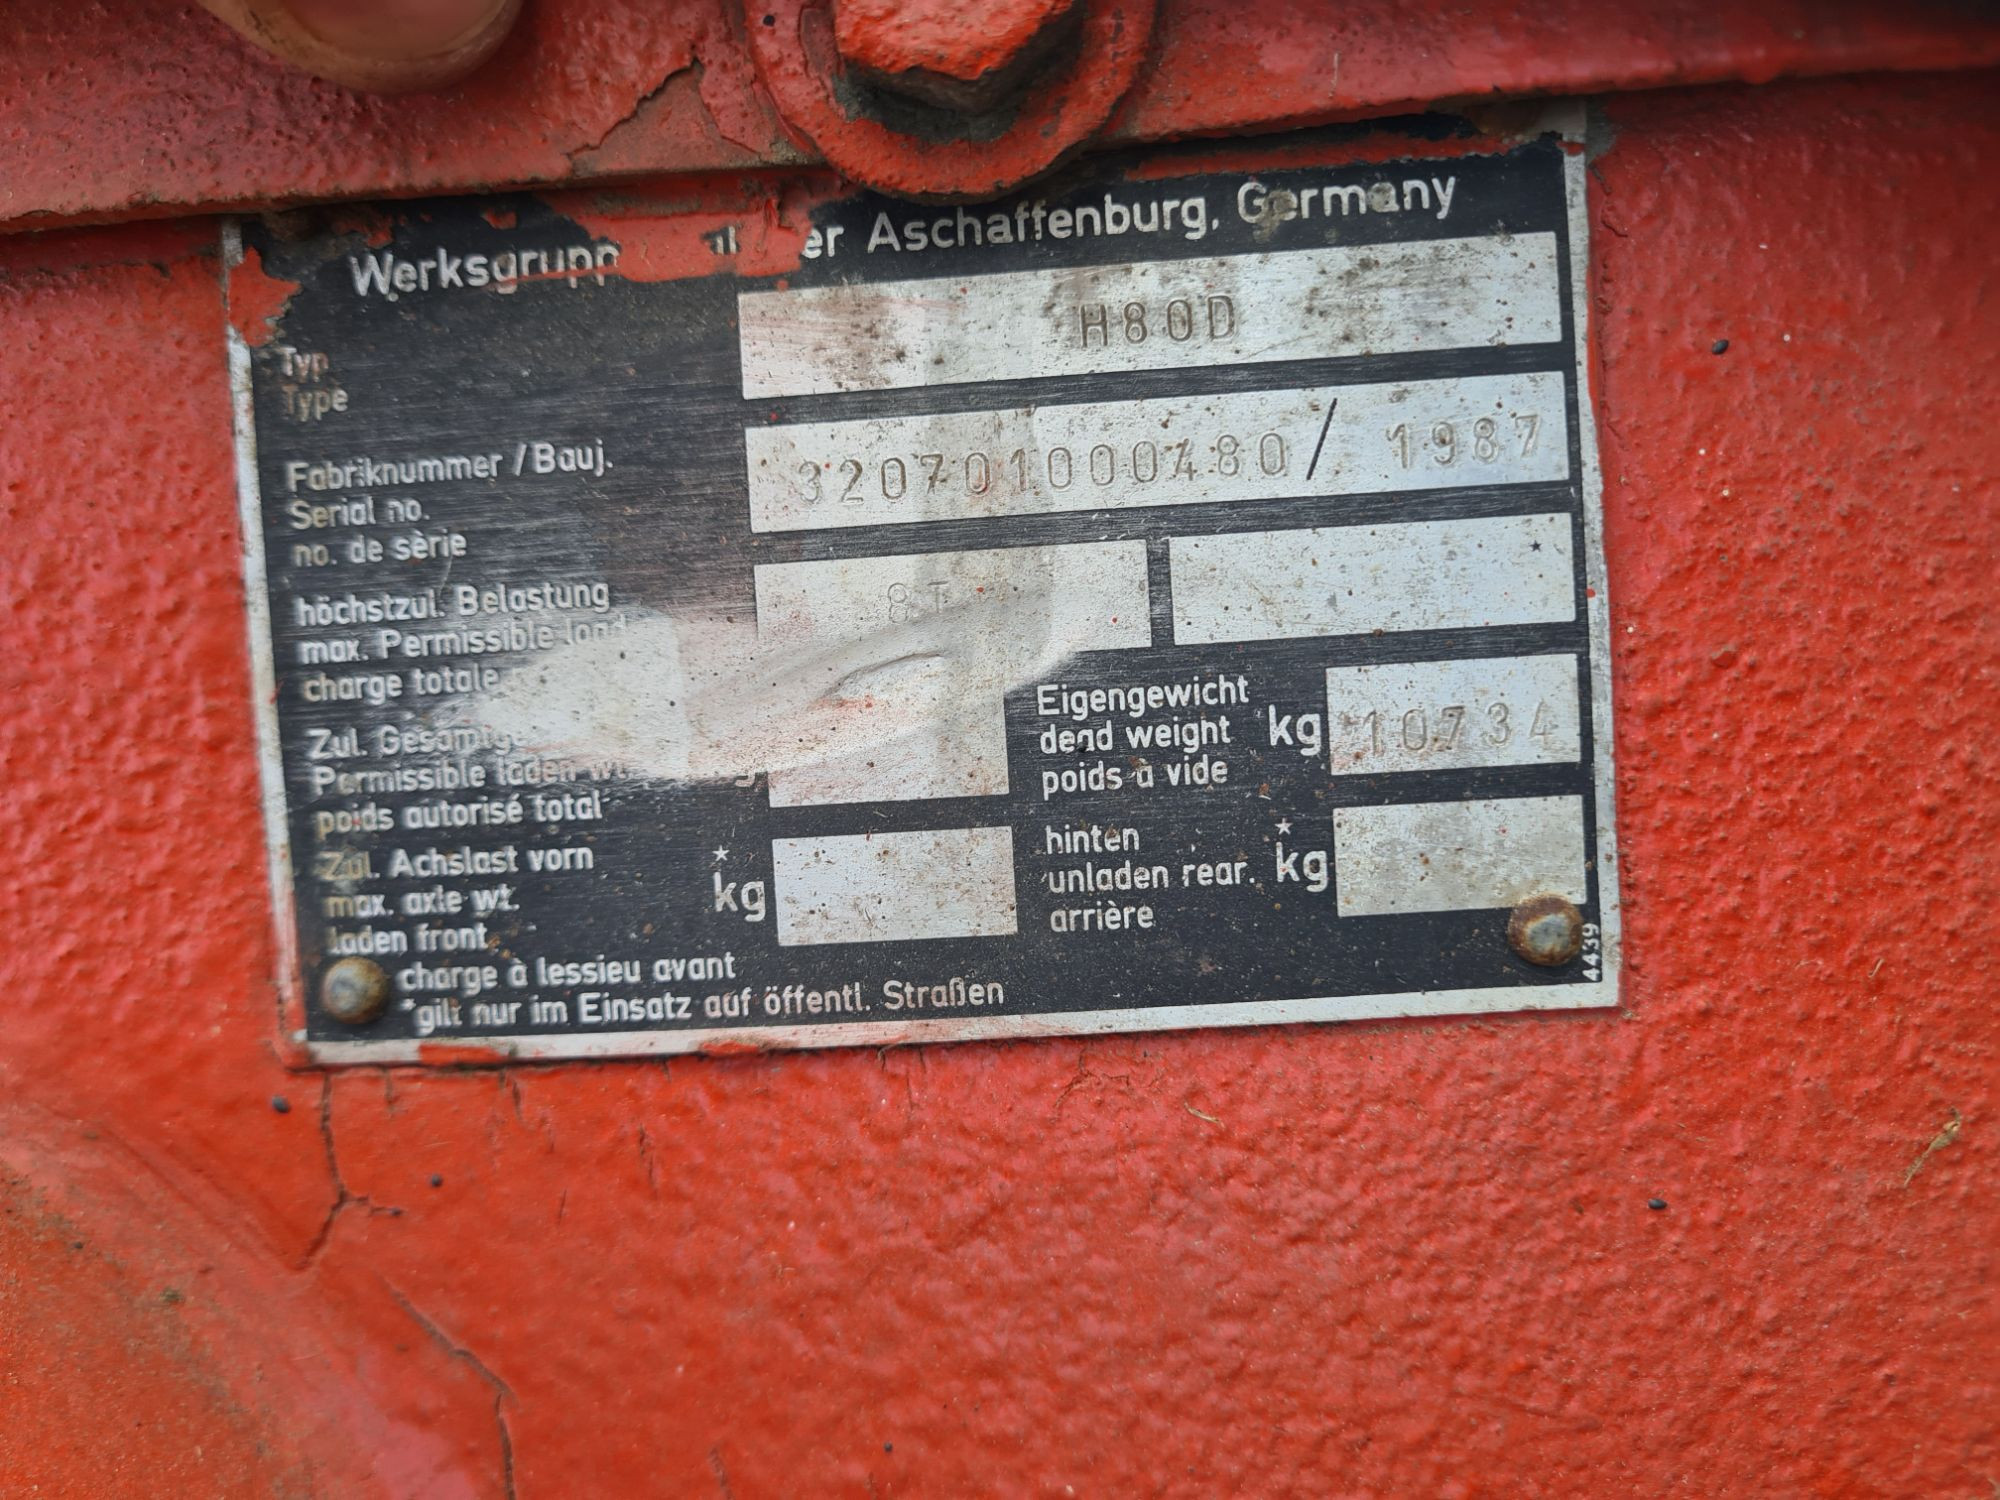 Werksgrupp er Aschaffenburg, Germany
Typ
Type
H80D
Fabriknummer / Bauj.
Serial no.
no. de sèrie
320701000480 / 1987
höchstzul. Belastung
max. Permissible load
charge totale
8T
*
Zul.
Permissible laden wt.
poids autorisé total
Eigengewicht
dead weight
poids à vide
kg
10734
Zul. Achslast vorn
max. axle wt.
laden front
charge à lessieu avant
* kg
hinten
unladen rear.
arrière
* kg
*gilt nur im Einsatz auf öffentl. Straßen
4439